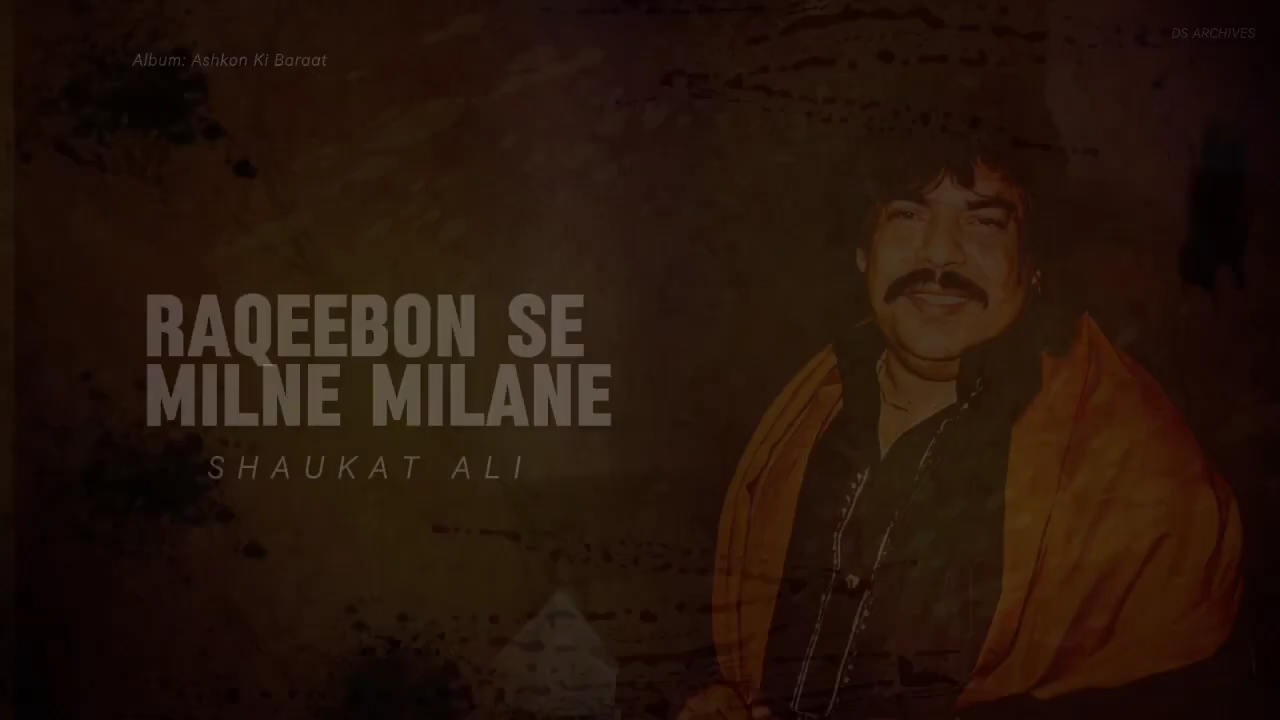 DS ARCHIVES
Album: Ashkon Ki Baraat
RAQEEBON SE
MILNE MILANE
SHAUKAT ALI